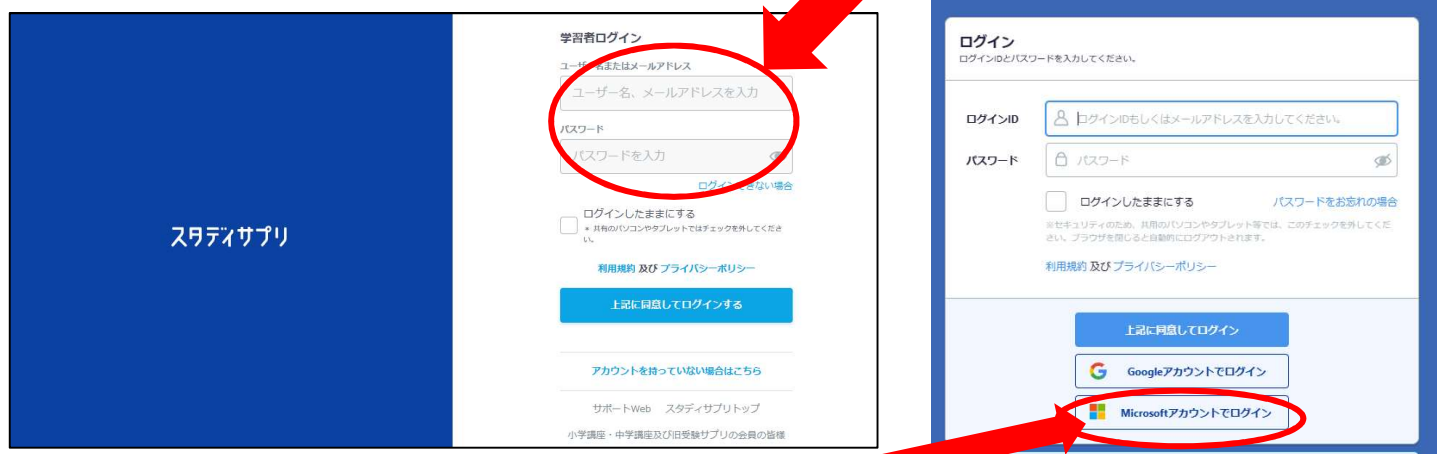 スタディサプリ
学習者ログイン
ユーザー名またはメールアドレス
ユーザー名、メールアドレスを入力
パスワード
パスワードを入力
ログインできない場合
ログインしたままにする
* 共有のパソコンやタブレットではチェックを外してくださ
い。
利用規約 及び プライバシーポリシー
上記に同意してログインする
アカウントを持っていない場合はこちら
サポートWeb スタディサプリトップ
小学講座・中学講座及び旧受験サプリの会員の皆様
ログイン
ログインIDとパスワードを入力してください。
ログインID
ログインIDもしくはメールアドレスを入力してください。
パスワード
パスワード
ログインしたままにする
パスワードをお忘れの場合
※セキュリティのため、共用のパソコンやタブレット等では、このチェックを外してくだ
さい。ブラウザを閉じると自動的にログアウトされます。
利用規約 及び プライバシーポリシー
上記に同意してログイン
Googleアカウントでログイン
Microsoftアカウントでログイン